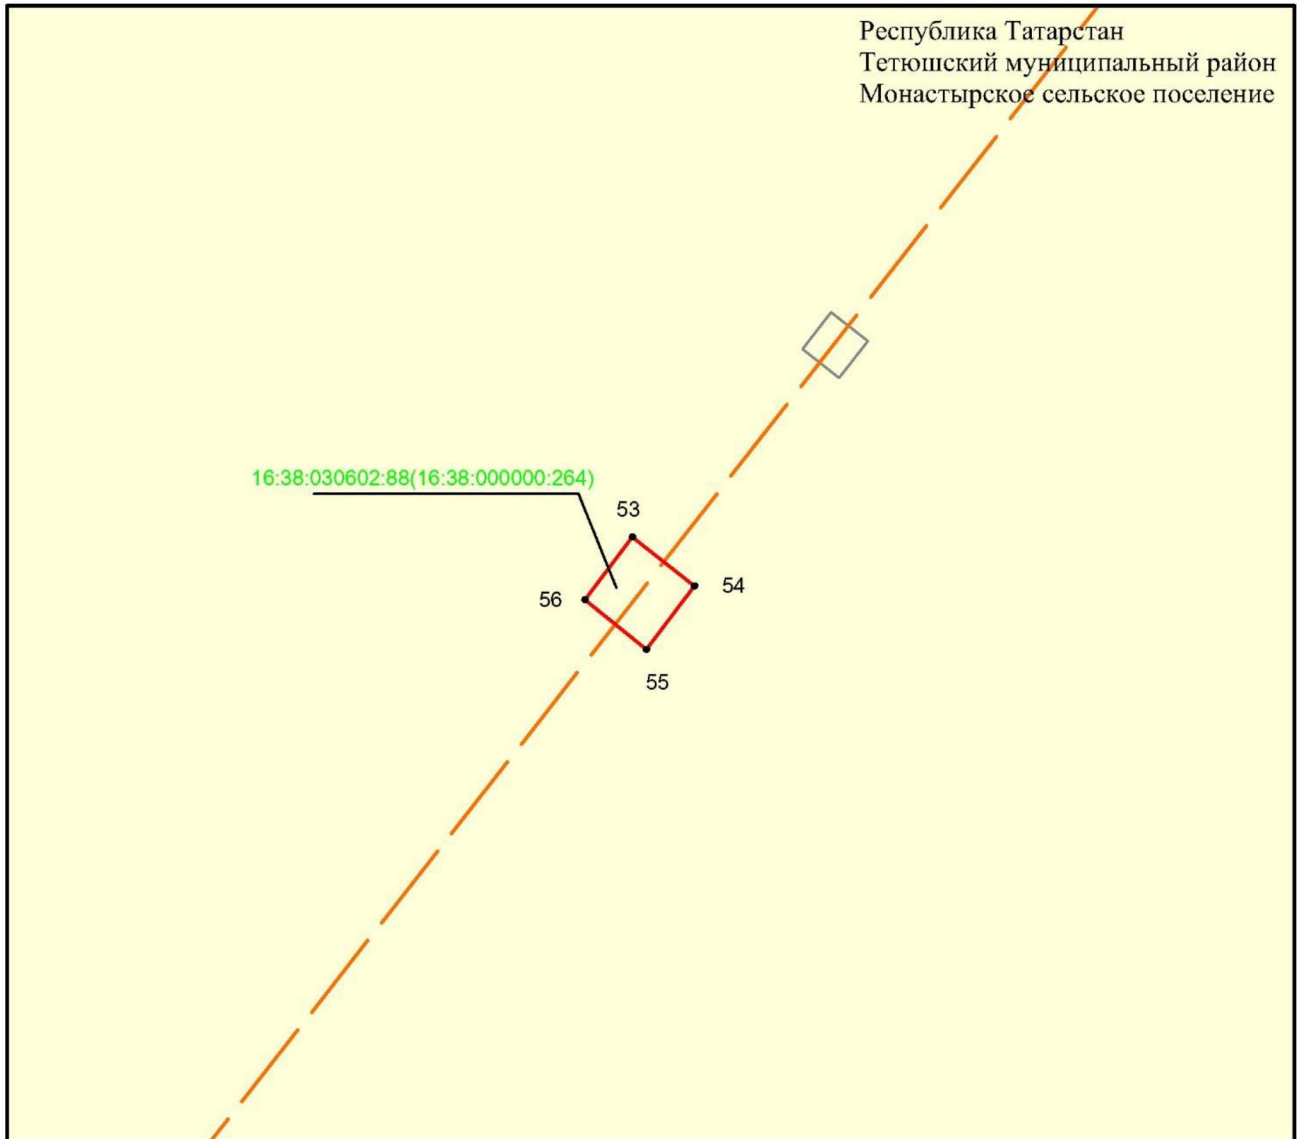 Республика Татарстан
Тетюшский муниципальный район
Монастырское сельское поселение
16:38:030602:88(16:38:000000:264)
53
54
56
55